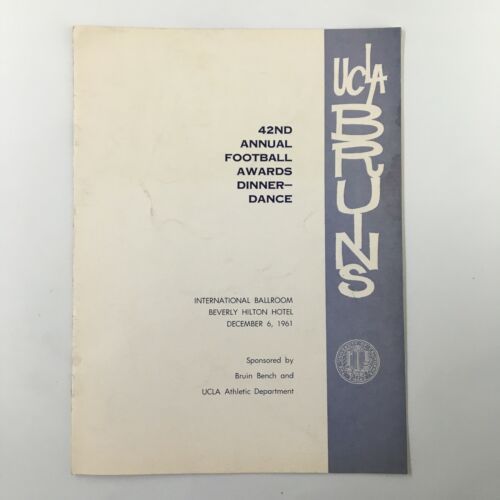 42ND
ANNUAL
FOOTBALL
AWARDS
DINNER—
DANCE
INTERNATIONAL BALLROOM
BEVERLY HILTON HOTEL
DECEMBER 6, 1961
Sponsored by
Bruin Bench and
UCLA Athletic Department
UCLA
BRUINS